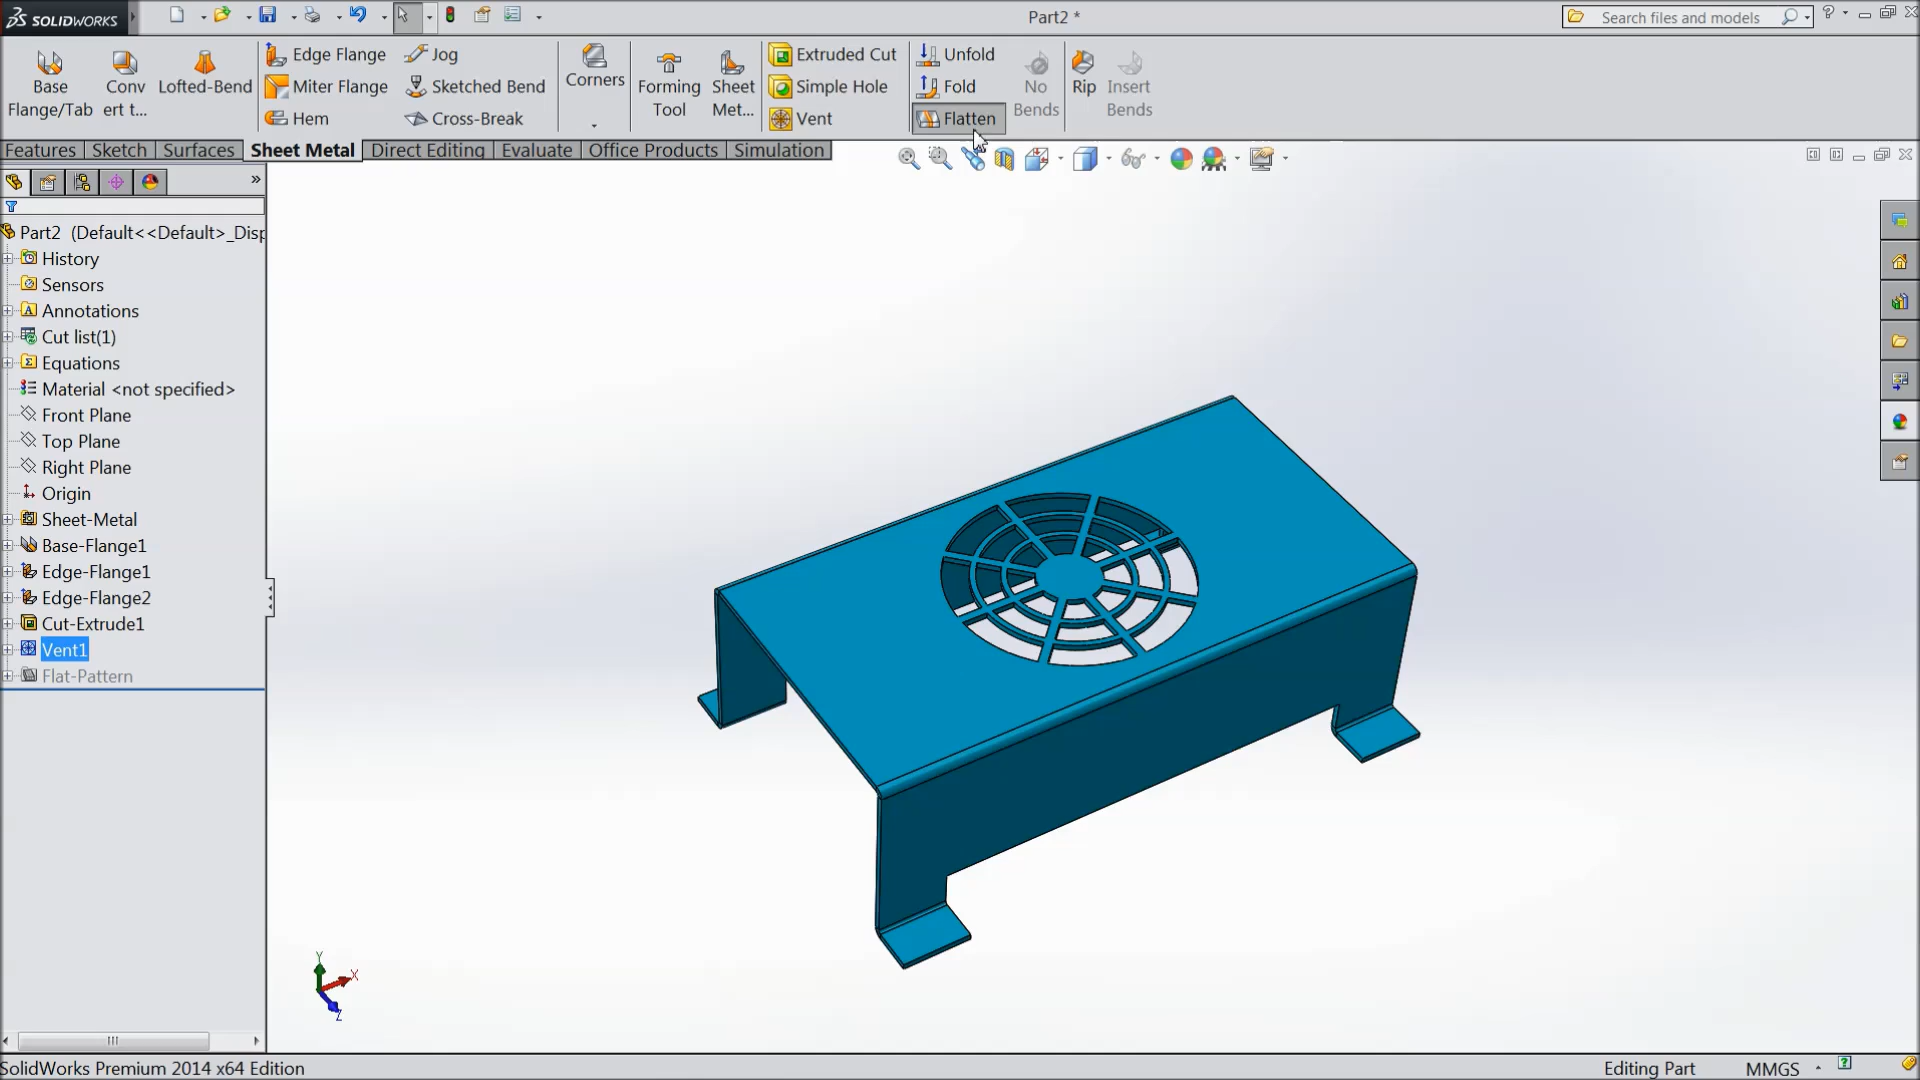 SOLIDWORKS
Part2 *
Search files and models
Base Flange/Tab
Conv ert t...
Lofted-Bend
Edge Flange
Miter Flange
Hem
Jog
Sketched Bend
Cross-Break
Corners
Forming Tool
Sheet Met...
Extruded Cut
Simple Hole
Vent
Unfold
Fold
Flatten
No Bends
Rip
Insert Bends
Features
Sketch
Surfaces
Sheet Metal
Direct Editing
Evaluate
Office Products
Simulation
Part2 (Default<<Default>_Disp
History
Sensors
Annotations
Cut list(1)
Equations
Material <not specified>
Front Plane
Top Plane
Right Plane
Origin
Sheet-Metal
Base-Flange1
Edge-Flange1
Edge-Flange2
Cut-Extrude1
Vent1
Flat-Pattern
Y
X
Z
SolidWorks Premium 2014 x64 Edition
Editing Part
MMGS